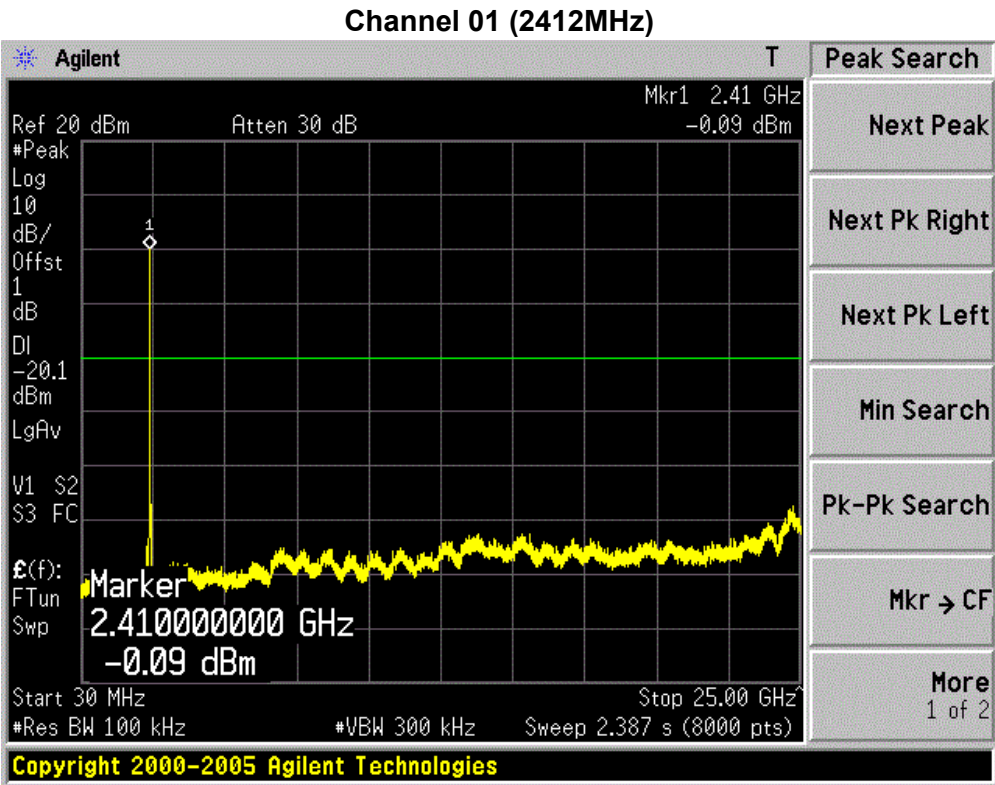 Channel 01 (2412MHz)
Agilent T Peak Search
Mkr1 2.41 GHz
Ref 20 dBm Atten 30 dB -0.09 dBm
#Peak
Log
10
dB/
Offst
1
dB
DI
-20.1
dBm
LgAv
V1 S2
S3 FC
£(f):
FTun
Swp
1
Marker
2.410000000 GHz
-0.09 dBm
Start 30 MHz Stop 25.00 GHz^
#Res BW 100 kHz #VBW 300 kHz Sweep 2.387 s (8000 pts)
Next Peak
Next Pk Right
Next Pk Left
Min Search
Pk-Pk Search
Mkr → CF
More
1 of 2
Copyright 2000-2005 Agilent Technologies